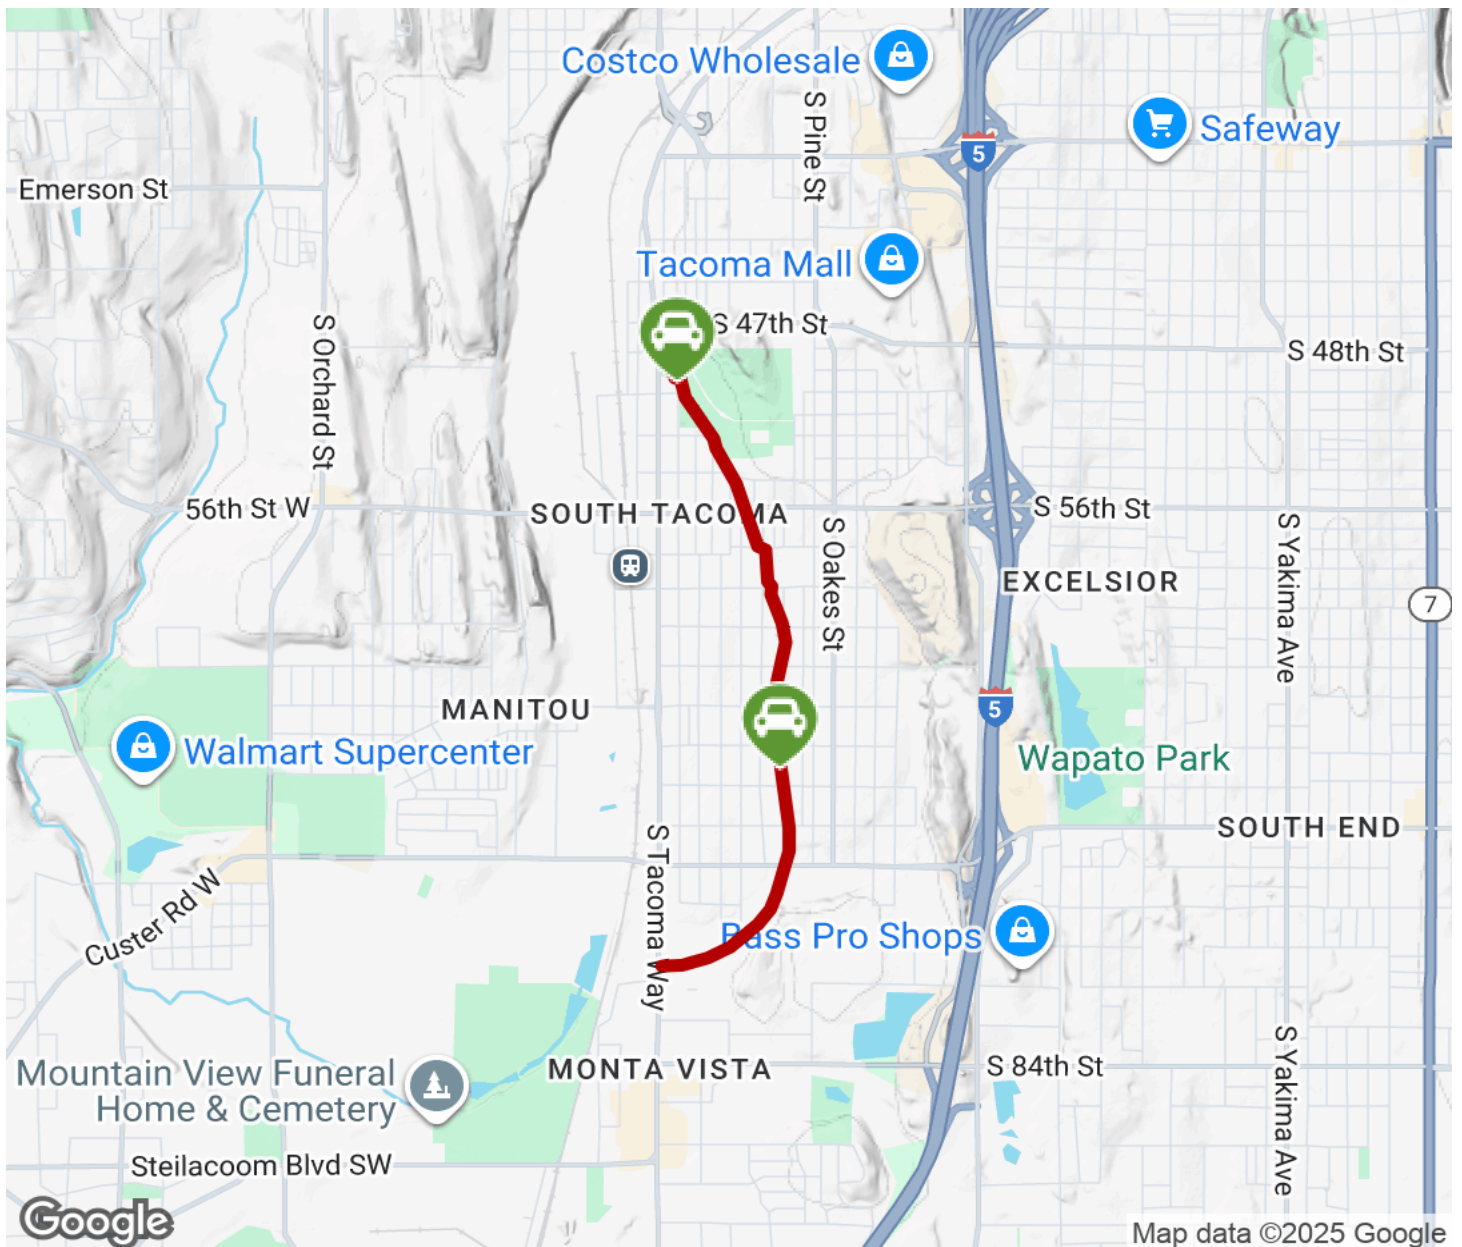 Costco Wholesale
S Pine St
5
Safeway
Emerson St
Tacoma Mall
S 47th St
S Orchard St
S 48th St
56th St W
SOUTH TACOMA
S 56th St
S Oakes St
S Yakima Ave
EXCELSIOR
7
MANITOU
5
Walmart Supercenter
Wapato Park
SOUTH END
S Tacoma Way
Custer Rd W
Bass Pro Shops
MONTA VISTA
S 84th St
S Yakima Ave
Mountain View Funeral
Home & Cemetery
Steilacoom Blvd SW
Google
Map data ©2025 Google